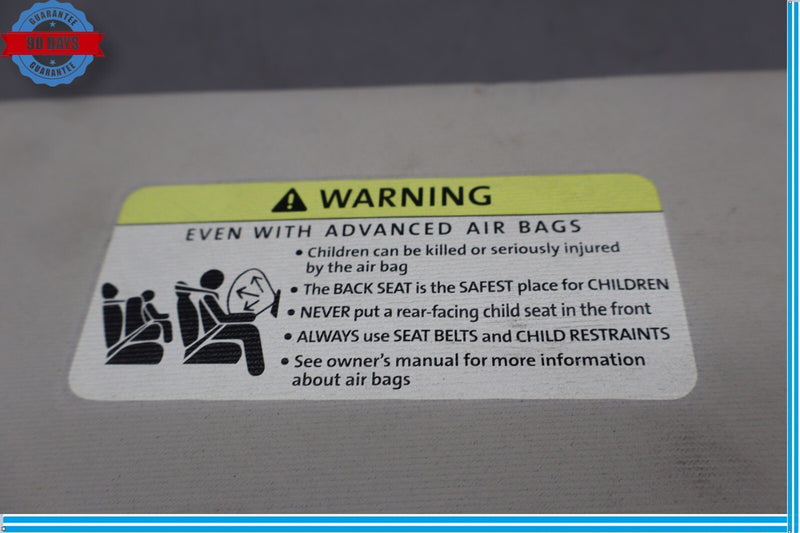 GUARANTEE
90 DAYS
GUARANTEE
WARNING
EVEN WITH ADVANCED AIR BAGS
• Children can be killed or seriously injured
by the air bag
• The BACK SEAT is the SAFEST place for CHILDREN
• NEVER put a rear-facing child seat in the front
• ALWAYS use SEAT BELTS and CHILD RESTRAINTS
• See owner's manual for more information
about air bags